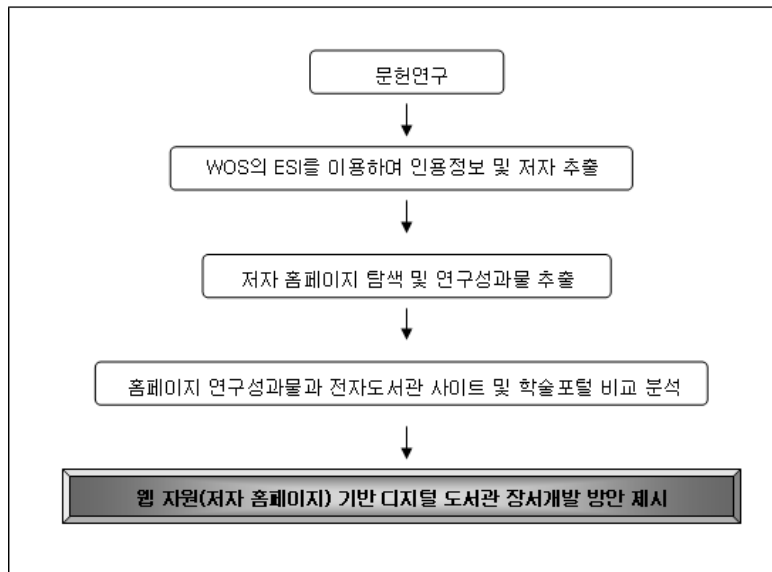 문헌연구
WOS의 ESI를 이용하여 인용정보 및 저자 추출
저자 홈페이지 탐색 및 연구성과물 추출
홈페이지 연구성과물과 전자도서관 사이트 및 학술포털 비교 분석
웹 자원(저자 홈페이지) 기반 디지털 도서관 장서개발 방안 제시